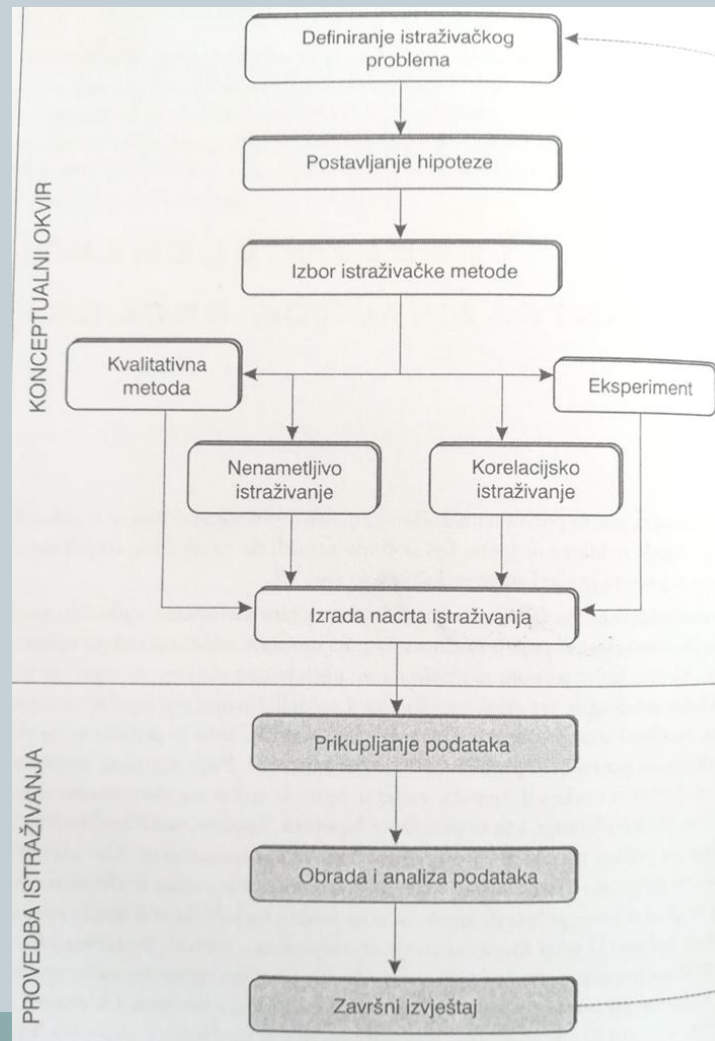 Definiranje istraživačkog
problema
Postavljanje hipoteze
Izbor istraživačke metode
KONCEPTUALNI OKVIR
Kvalitativna
metoda
Eksperiment
Nenametljivo
istraživanje
Korelacijsko
istraživanje
Izrada nacrta istraživanja
PROVEDBA ISTRAŽIVANJA
Prikupljanje podataka
Obrada i analiza podataka
Završni izvještaj